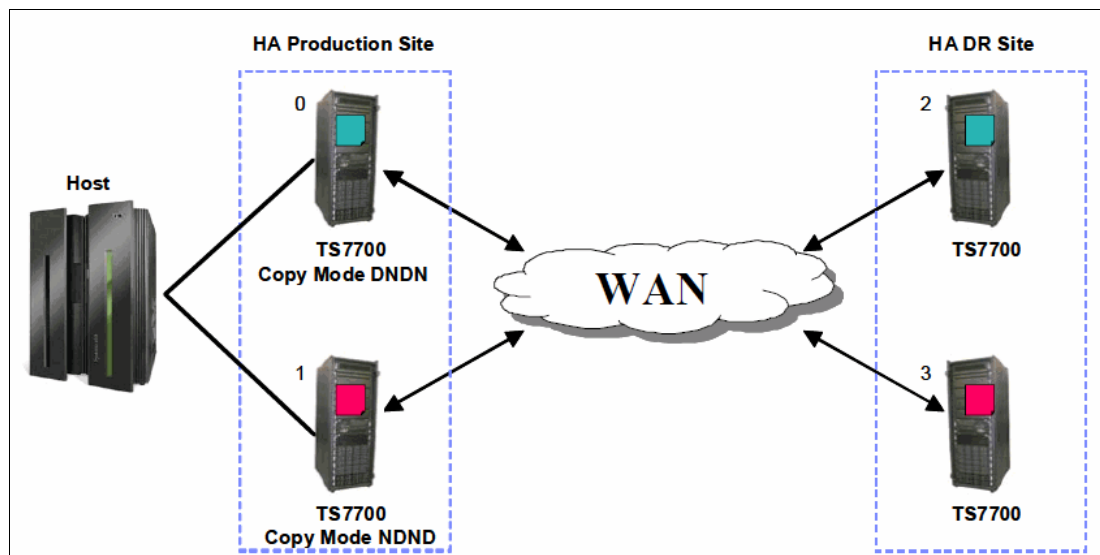 HA Production Site
HA DR Site
0
2
Host
TS7700
Copy Mode DNDN
TS7700
WAN
1
3
TS7700
Copy Mode NDND
TS7700